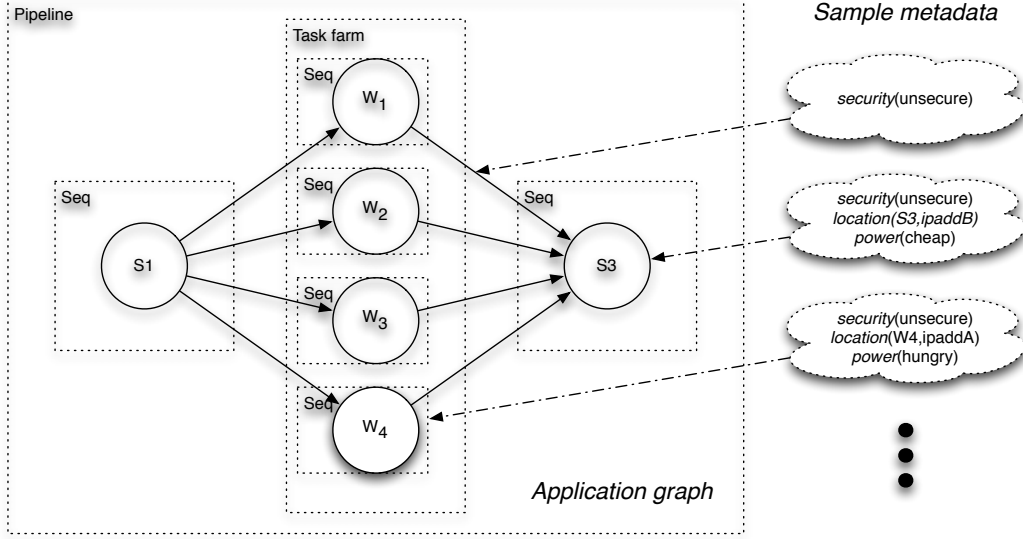 Pipeline
Sample metadata
Task farm
Seq
W1
security(unsecure)
Seq
W2
Seq
S1
Seq
S3
security(unsecure)
location(S3,ipaddB)
power(cheap)
Seq
W3
security(unsecure)
location(W4,ipaddA)
power(hungry)
Seq
W4
Application graph